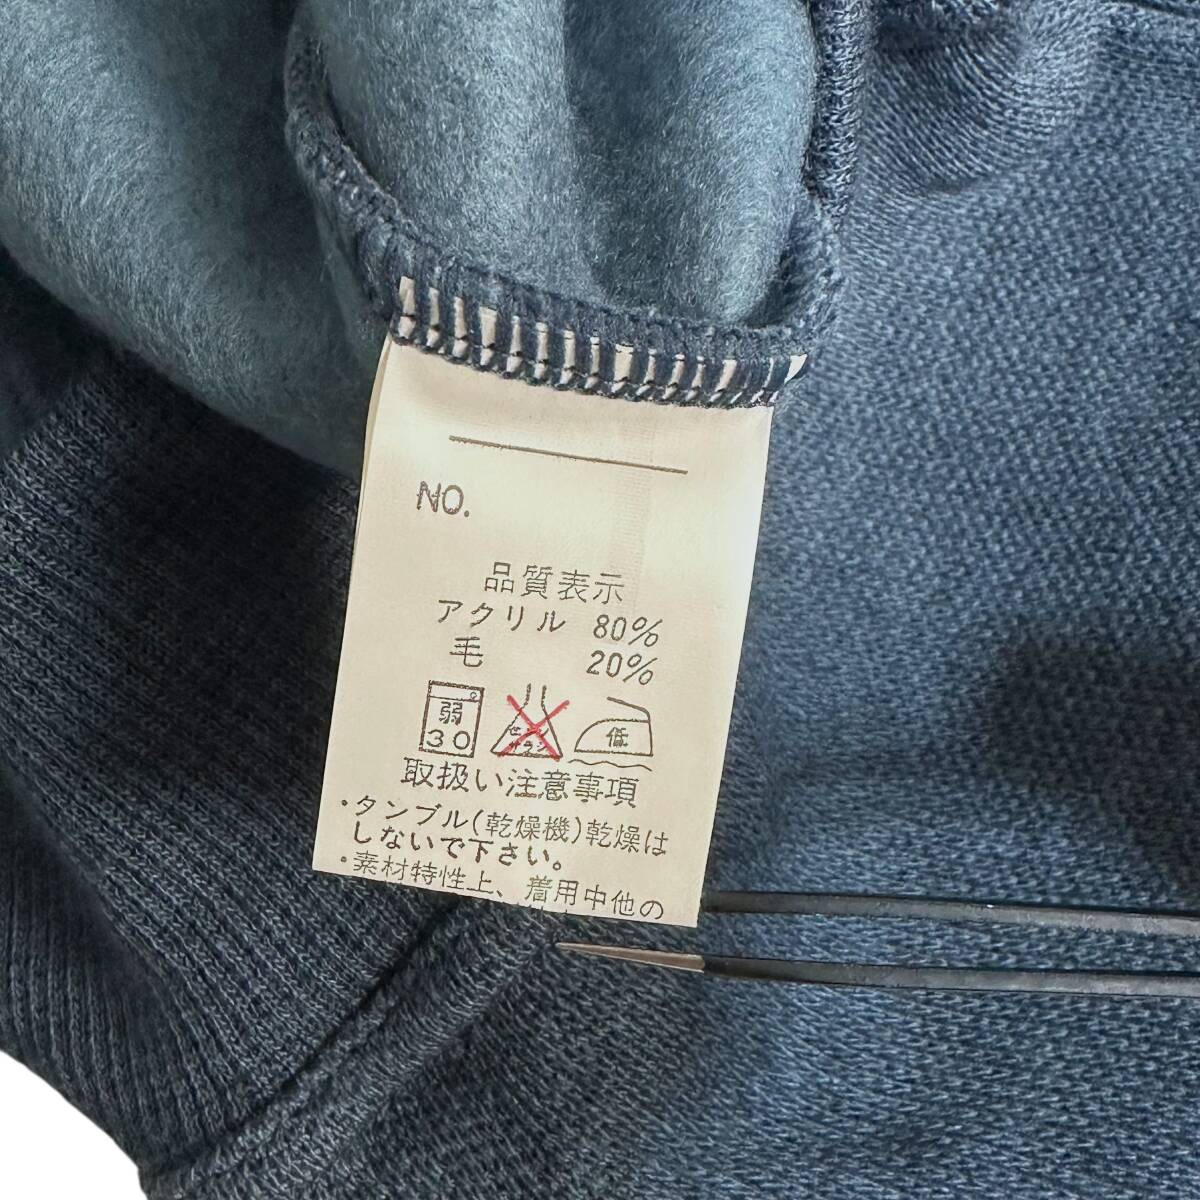 NO.
品質表示
アクリル 80%
毛 20%
弱 30
低
取扱い注意事項
・タンブル(乾燥機)乾燥は
しないで下さい。
・素材特性上、着用中他の